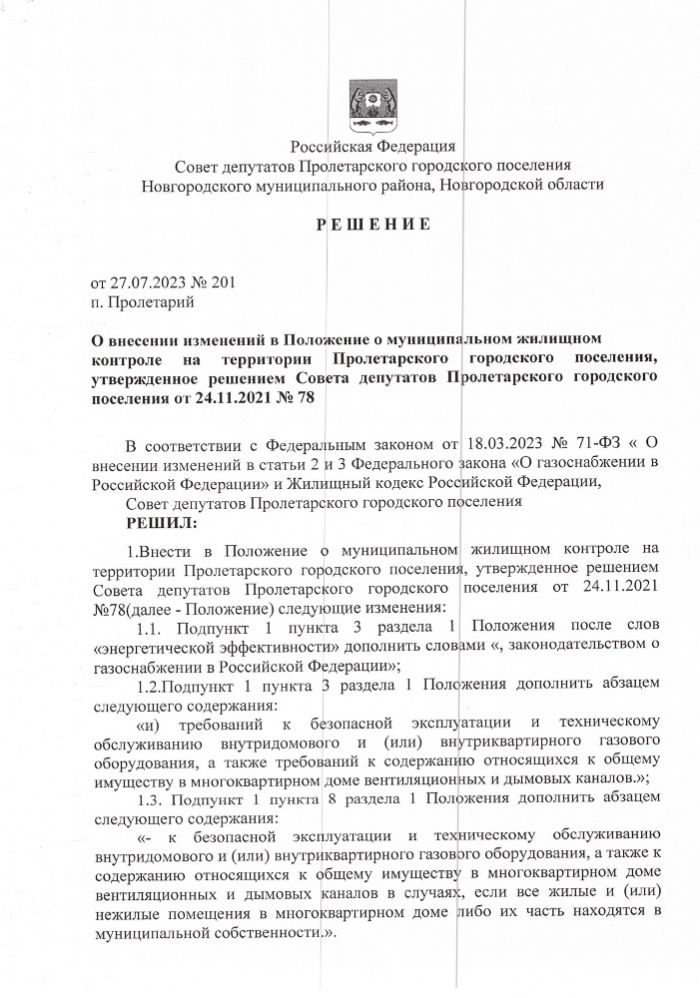 Российская Федерация
Совет депутатов Пролетарского городского поселения
Новгородского муниципального района, Новгородской области
Р Е Ш Е Н И Е
от 27.07.2023 № 201
п. Пролетарий
О внесении изменений в Положение о муниципальном жилищном
контроле на территории Пролетарского городского поселения,
утвержденное решением Совета депутатов Пролетарского городского
поселения от 24.11.2021 № 78
В соответствии с Федеральным законом от 18.03.2023 № 71-ФЗ « О
внесении изменений в статьи 2 и 3 Федерального закона «О газоснабжении в
Российской Федерации» и Жилищный кодекс Российской Федерации,
Совет депутатов Пролетарского городского поселения
РЕШИЛ:
1.Внести в Положение о муниципальном жилищном контроле на
территории Пролетарского городского поселения, утвержденное решением
Совета депутатов Пролетарского городского поселения от 24.11.2021
№78(далее - Положение) следующие изменения:
1.1. Подпункт 1 пункта 3 раздела 1 Положения после слов
«энергетической эффективности» дополнить словами «, законодательством о
газоснабжении в Российской Федерации»;
1.2.Подпункт 1 пункта 3 раздела 1 Положения дополнить абзацем
следующего содержания:
«и) требований к безопасной эксплуатации и техническому
обслуживанию внутридомового и (или) внутриквартирного газового
оборудования, а также требований к содержанию относящихся к общему
имуществу в многоквартирном доме вентиляционных и дымовых каналов.»;
1.3. Подпункт 1 пункта 8 раздела 1 Положения дополнить абзацем
следующего содержания:
«- к безопасной эксплуатации и техническому обслуживанию
внутридомового и (или) внутриквартирного газового оборудования, а также к
содержанию относящихся к общему имуществу в многоквартирном доме
вентиляционных и дымовых каналов в случаях, если все жилые и (или)
нежилые помещения в многоквартирном доме либо их часть находятся в
муниципальной собственности.».